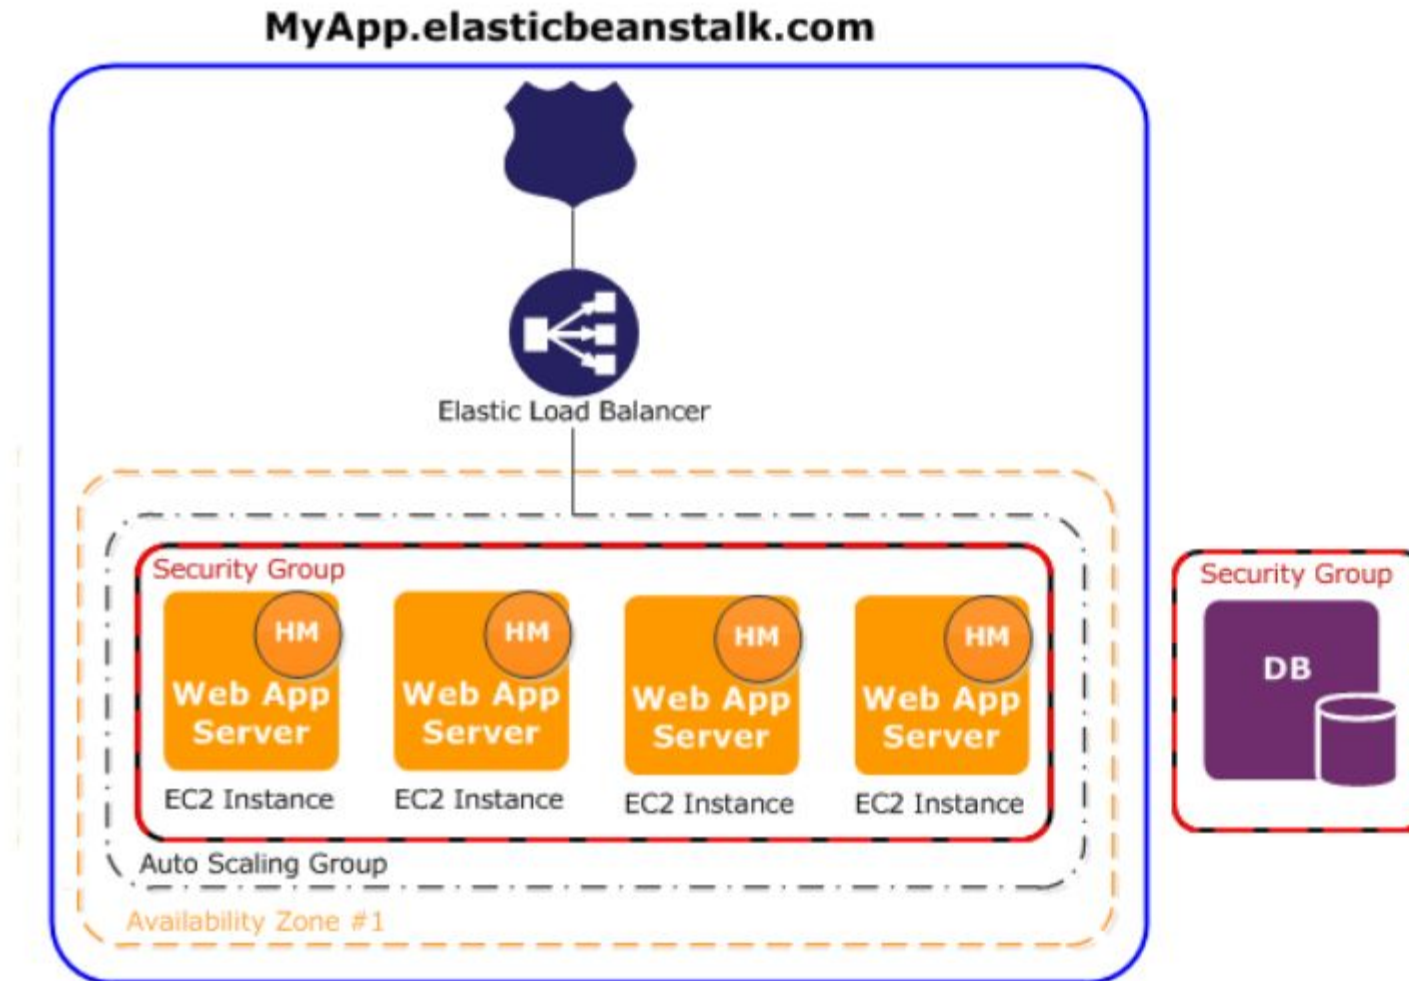 MyApp.elasticbeanstalk.com
Elastic Load Balancer
Security Group
HM
Web App
Server
EC2 Instance
HM
Web App
Server
EC2 Instance
HM
Web App
Server
EC2 Instance
HM
Web App
Server
EC2 Instance
Auto Scaling Group
Availability Zone #1
Security Group
DB